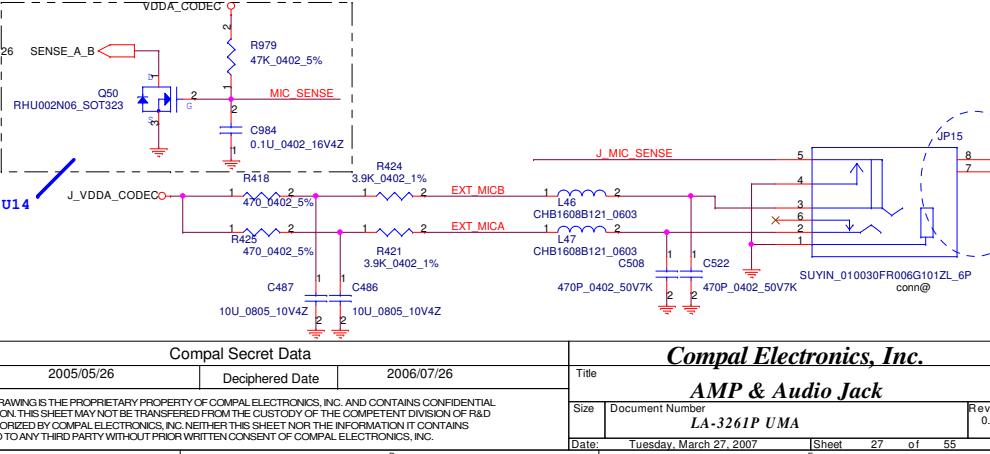 VDDA_CODEC
2
R979
47K_0402_5%
1
26 SENSE_A_B
D 1
Q50
RHU002N06_SOT323
2
G
S
3
MIC_SENSE
2
C984
0.1U_0402_16V4Z
1
U14
J_VDDA_CODEC
R418
1 2
470_0402_5%
R424
3.9K_0402_1%
1 2
EXT_MICB
1 2
L46
CHB1608B121_0603
R425
1 2
470_0402_5%
R421
1 2
3.9K_0402_1%
EXT_MICA
1 2
L47
CHB1608B121_0603
J_MIC_SENSE
5
4
3
6
2
1
JP15
8
7
SUYIN_010030FR006G101ZL_6P
conn@
C487
1
2
10U_0805_10V4Z
C486
1
2
10U_0805_10V4Z
C508
1
2
470P_0402_50V7K
C522
1
2
470P_0402_50V7K
Compal Secret Data
2005/05/26 Deciphered Date 2006/07/26
RAWING IS THE PROPRIETARY PROPERTY OF COMPAL ELECTRONICS, INC. AND CONTAINS CONFIDENTIAL
ON. THIS SHEET MAY NOT BE TRANSFERED FROM THE CUSTODY OF THE COMPETENT DIVISION OF R&D
ORIZED BY COMPAL ELECTRONICS, INC. NEITHER THIS SHEET NOR THE INFORMATION IT CONTAINS
D TO ANY THIRD PARTY WITHOUT PRIOR WRITTEN CONSENT OF COMPAL ELECTRONICS, INC.
Compal Electronics, Inc.
Title
AMP & Audio Jack
Size Document Number Rev
LA-3261P UMA 0.
Date: Tuesday, March 27, 2007 Sheet 27 of 55